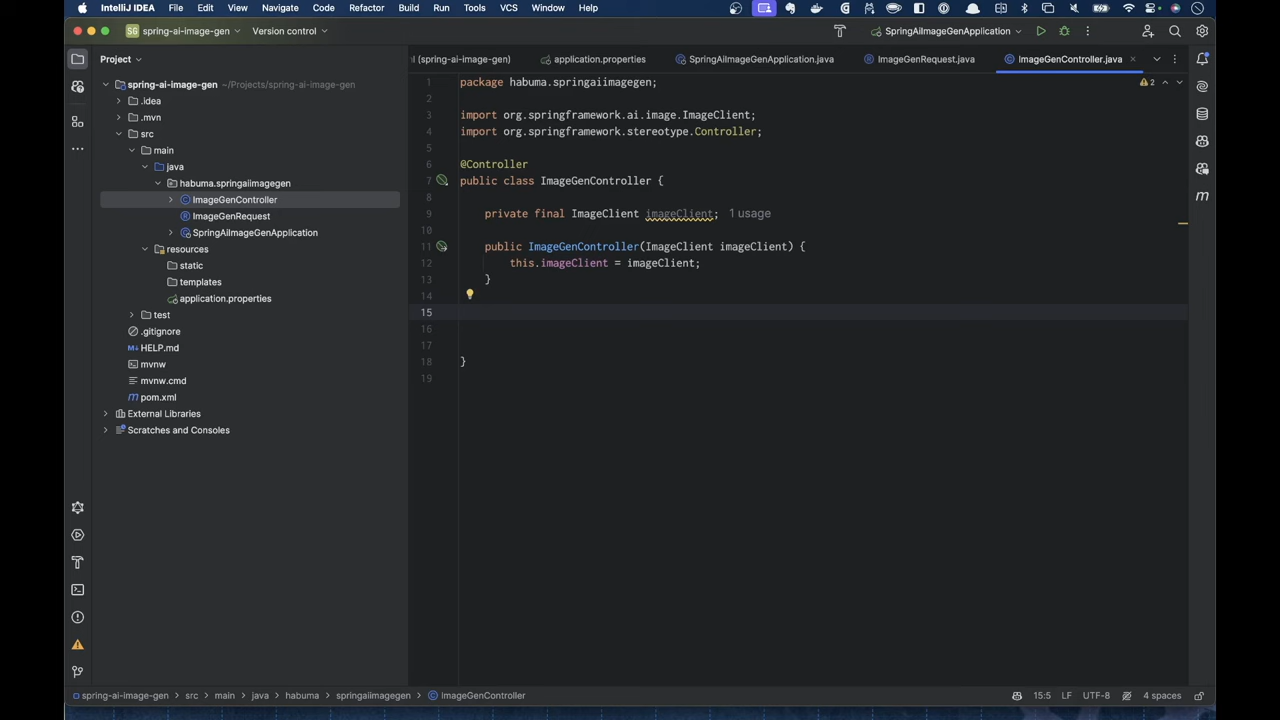 IntelliJ IDEA File Edit View Navigate Code Refactor Build Run Tools VCS Window Help
SG spring-ai-image-gen Version control SpringAiImageGenApplication
Project
l (spring-ai-image-gen) application.properties SpringAiImageGenApplication.java ImageGenRequest.java ImageGenController.java
spring-ai-image-gen ~/Projects/spring-ai-image-gen
.idea
.mvn
src
main
java
habuma.springaiimagegen
ImageGenController
ImageGenRequest
SpringAiImageGenApplication
resources
static
templates
application.properties
test
.gitignore
HELP.md
mvnw
mvnw.cmd
pom.xml
External Libraries
Scratches and Consoles
1 package habuma.springaiimagegen;
2
3 import org.springframework.ai.image.ImageClient;
4 import org.springframework.stereotype.Controller;
5
6 @Controller
7 public class ImageGenController {
8
9 private final ImageClient imageClient; 1 usage
10
11 public ImageGenController(ImageClient imageClient) {
12 this.imageClient = imageClient;
13 }
14
15
16
17
18 }
19
2
spring-ai-image-gen > src > main > java > habuma > springaiimagegen > ImageGenController
15:5 LF UTF-8 4 spaces